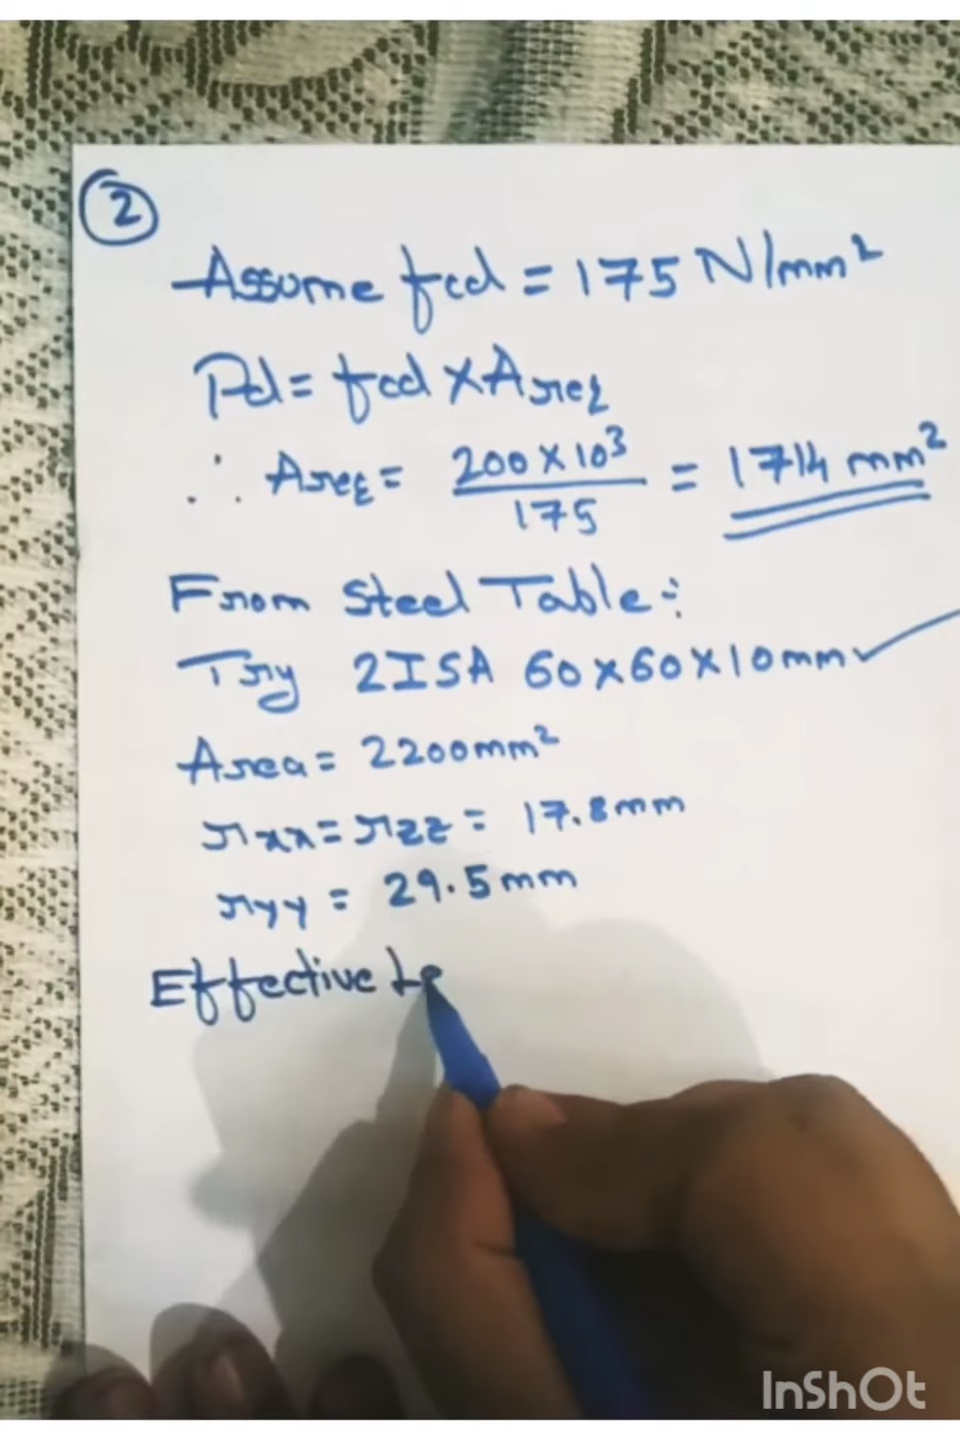 2
Assume fcd = 175 N/mm²
Pd = fcd × Areq
∴ Areq = 200 × 10³ / 175 = 1714 mm²
From Steel Table :-
Try 2ISA 60×60×10mm ✓
Area = 2200mm²
rxx = rzz = 17.8mm
ryy = 29.5mm
Effective Le
InShOt